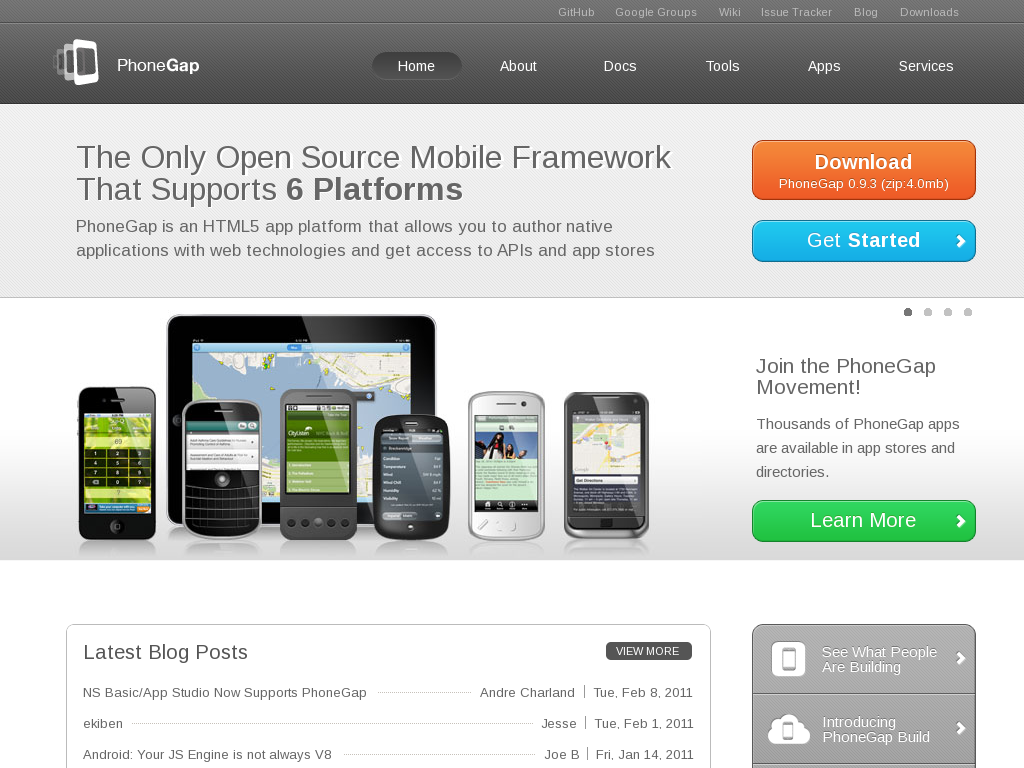 GitHub Google Groups Wiki Issue Tracker Blog Downloads
PhoneGap
Home About Docs Tools Apps Services
The Only Open Source Mobile Framework
That Supports 6 Platforms
PhoneGap is an HTML5 app platform that allows you to author native
applications with web technologies and get access to APIs and app stores
Download
PhoneGap 0.9.3 (zip:4.0mb)
Get Started
Join the PhoneGap
Movement!
Thousands of PhoneGap apps
are available in app stores and
directories.
Learn More
Latest Blog Posts
VIEW MORE
NS Basic/App Studio Now Supports PhoneGap Andre Charland Tue, Feb 8, 2011
ekiben Jesse Tue, Feb 1, 2011
Android: Your JS Engine is not always V8 Joe B Fri, Jan 14, 2011
See What People
Are Building
Introducing
PhoneGap Build